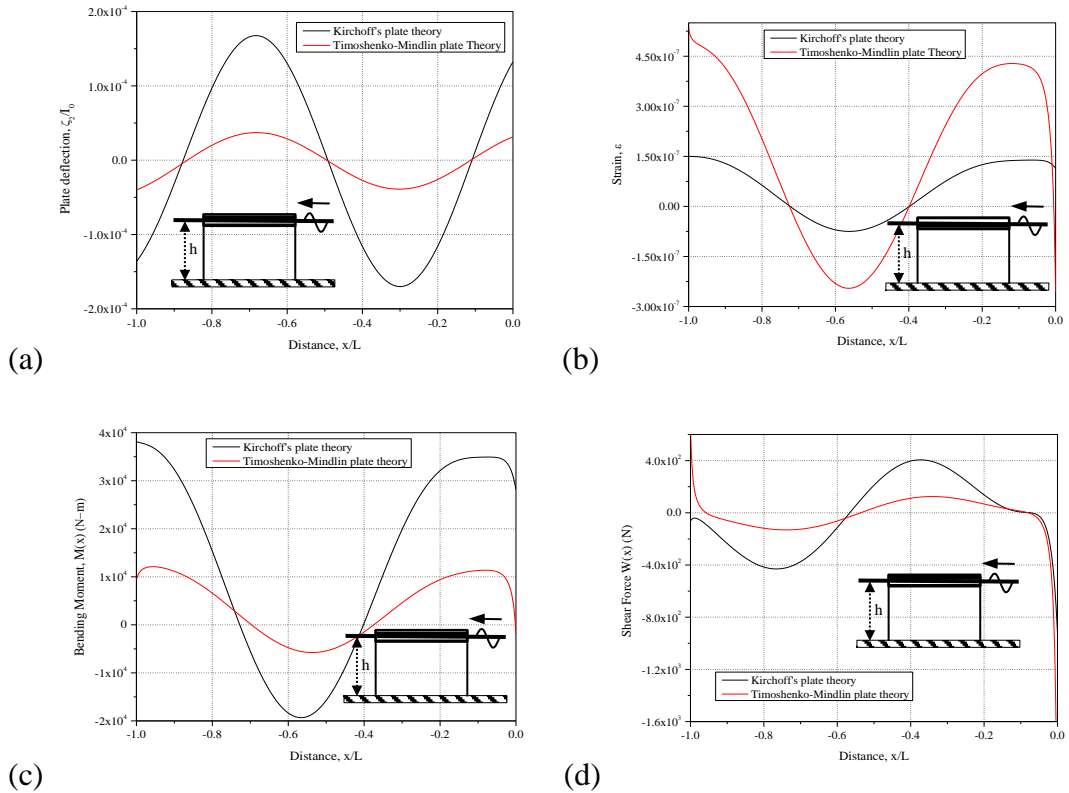 2.0x10⁻⁴
1.0x10⁻⁴
0.0
-1.0x10⁻⁴
-2.0x10⁻⁴
Plate deflection, ζ₂/I₀
Kirchoff's plate theory
Timoshenko-Mindlin plate Theory
h
-1.0 -0.8 -0.6 -0.4 -0.2 0.0
Distance, x/L
(a)
4.50x10⁻⁷
3.00x10⁻⁷
1.50x10⁻⁷
0.00
-1.50x10⁻⁷
-3.00x10⁻⁷
Strain, ε
Kirchoff's plate theory
Timoshenko-Mindlin plate Theory
h
-1.0 -0.8 -0.6 -0.4 -0.2 0.0
Distance, x/L
(b)
4x10⁴
3x10⁴
2x10⁴
1x10⁴
0
-1x10⁴
-2x10⁴
Bending Moment, M(x) (N-m)
Kirchoff's plate theory
Timoshenko-Mindlin plate theory
h
-1.0 -0.8 -0.6 -0.4 -0.2 0.0
Distance, x/L
(c)
4.0x10²
0.0
-4.0x10²
-8.0x10²
-1.2x10³
-1.6x10³
Shear Force W(x) (N)
h
Kirchoff's plate theory
Timoshenko-Mindlin plate theory
-1.0 -0.8 -0.6 -0.4 -0.2 0.0
Distance, x/L
(d)